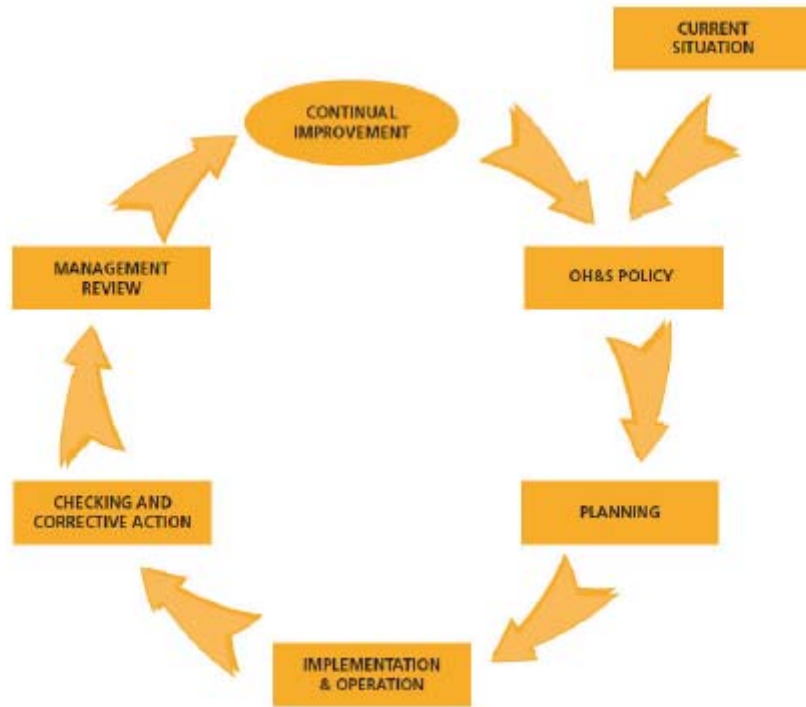 CURRENT
SITUATION
CONTINUAL
IMPROVEMENT
MANAGEMENT
REVIEW
OH&S POLICY
CHECKING AND
CORRECTIVE ACTION
PLANNING
IMPLEMENTATION
& OPERATION